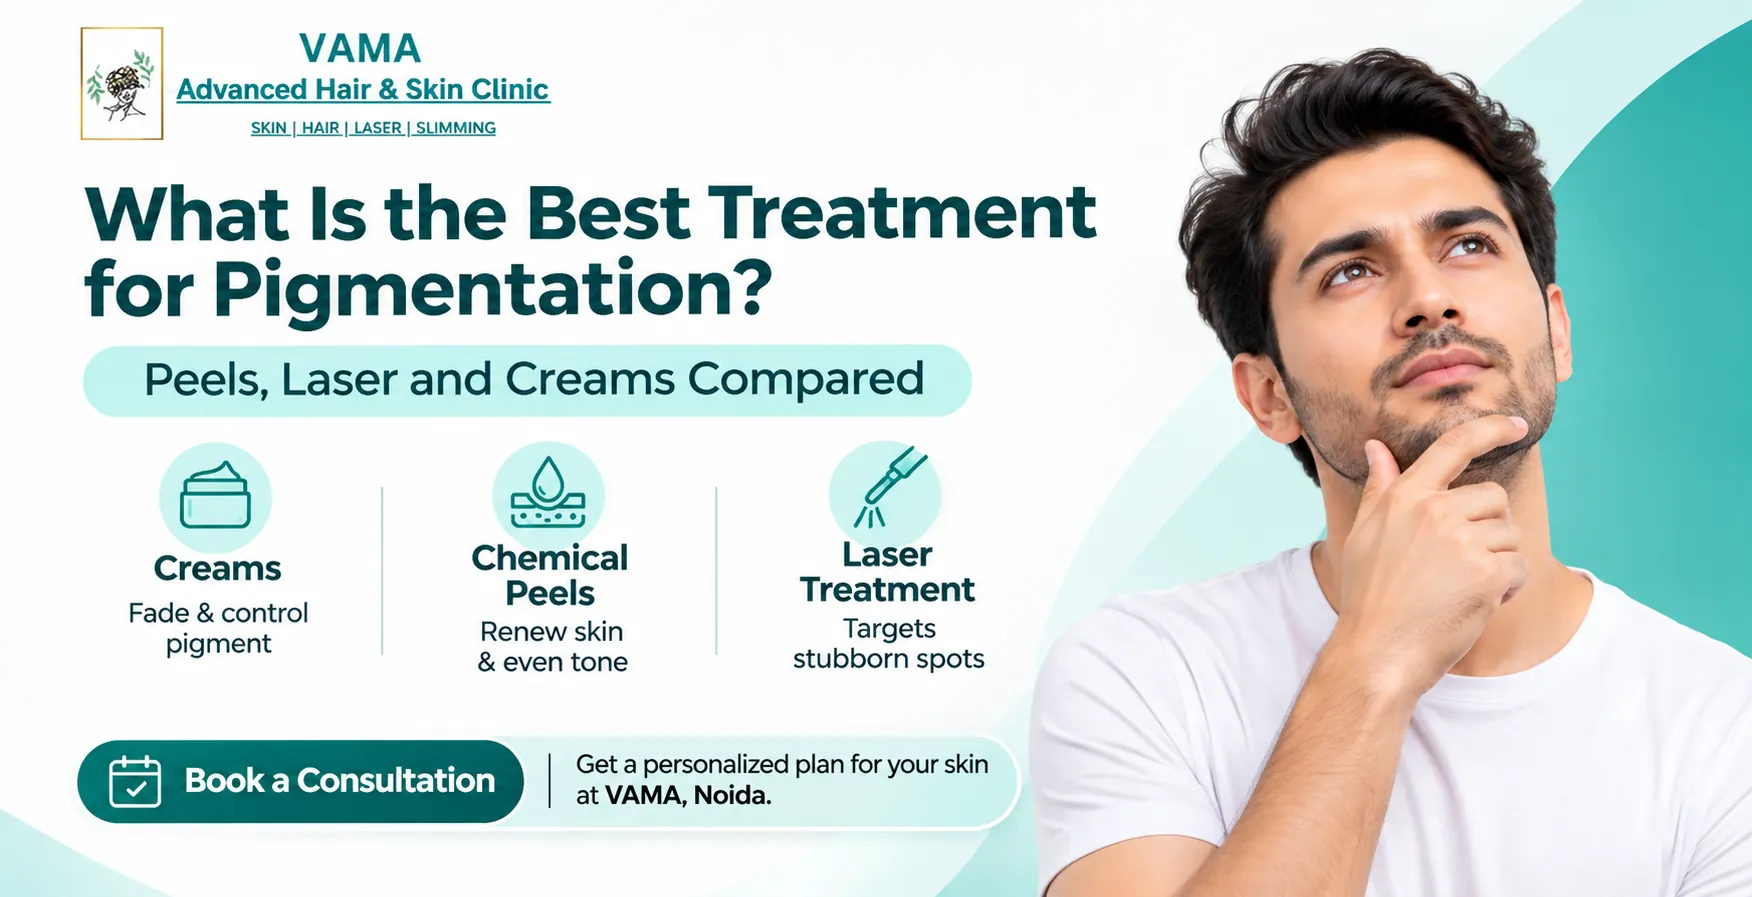 VAMA
Advanced Hair & Skin Clinic
SKIN | HAIR | LASER | SLIMMING
What Is the Best Treatment
for Pigmentation?
Peels, Laser and Creams Compared
Creams
Fade & control
pigment
Chemical
Peels
Renew skin
& even tone
Laser
Treatment
Targets
stubborn spots
Book a Consultation
Get a personalized plan for your skin
at VAMA, Noida.